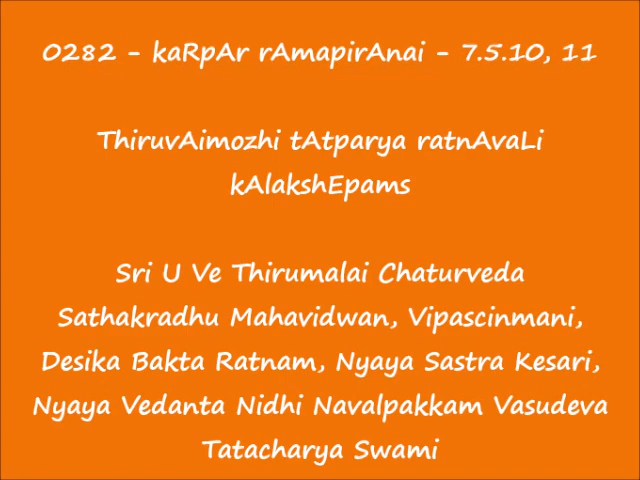 0282 - kaRpAr rAmapirAnai - 7.5.10, 11
ThiruvAimozhi tAtparya ratnAvaLi
kAlakshEpams
Sri U Ve Thirumalai Chaturveda
Sathakradhu Mahavidwan, Vipascinmani,
Desika Bakta Ratnam, Nyaya Sastra Kesari,
Nyaya Vedanta Nidhi Navalpakkam Vasudeva
Tatacharya Swami